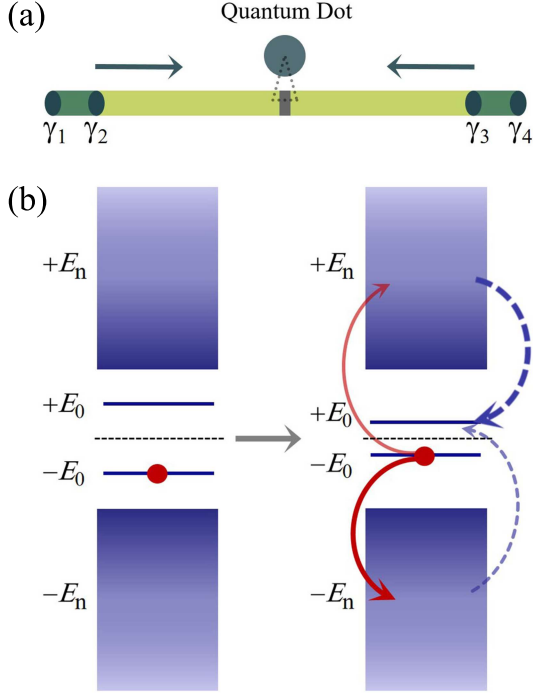 (a)
Quantum Dot
γ1 γ2 γ3 γ4
(b)
+En +En
+E0 +E0
−E0 −E0
−En −En